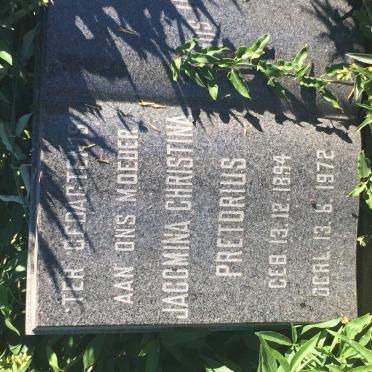 'TER GEDAGTENIS
AAN ONS MOEDER
JACOMINA CHRISTINA
PRETORIUS
GEB 13.12.1894
OORL. 13.6.1972